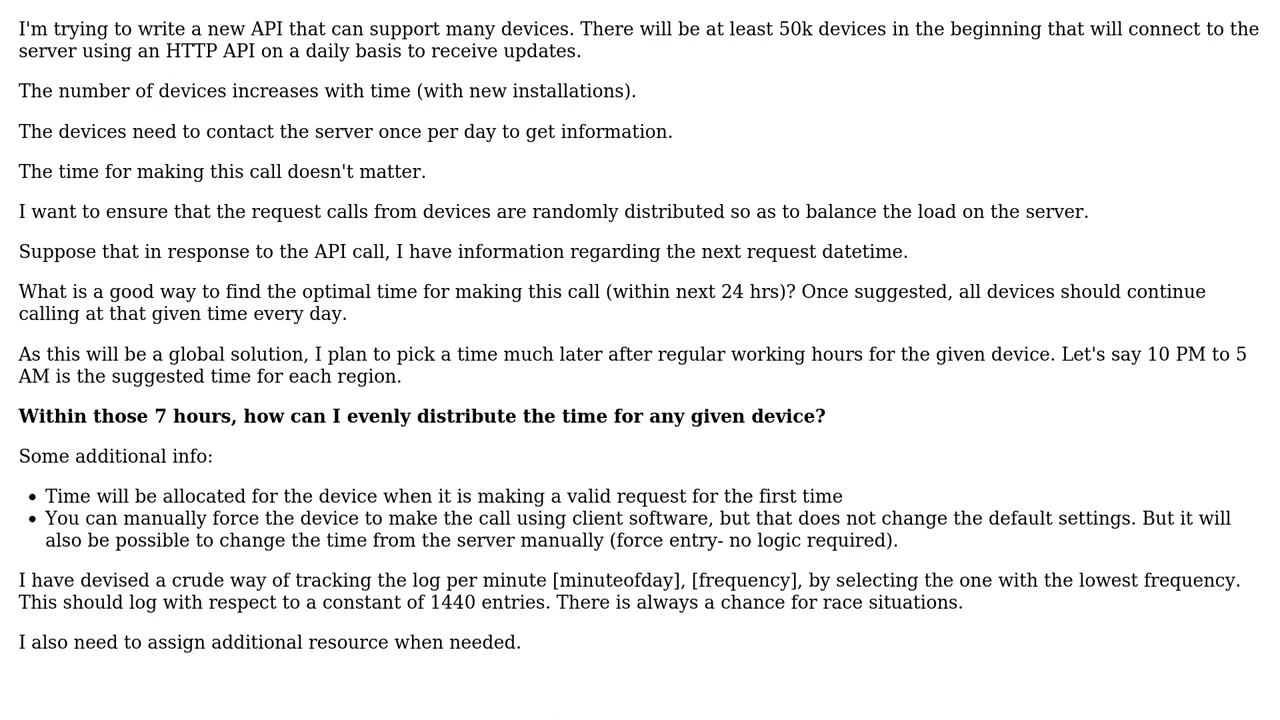 I'm trying to write a new API that can support many devices. There will be at least 50k devices in the beginning that will connect to the
server using an HTTP API on a daily basis to receive updates.
The number of devices increases with time (with new installations).
The devices need to contact the server once per day to get information.
The time for making this call doesn't matter.
I want to ensure that the request calls from devices are randomly distributed so as to balance the load on the server.
Suppose that in response to the API call, I have information regarding the next request datetime.
What is a good way to find the optimal time for making this call (within next 24 hrs)? Once suggested, all devices should continue
calling at that given time every day.
As this will be a global solution, I plan to pick a time much later after regular working hours for the given device. Let's say 10 PM to 5
AM is the suggested time for each region.
Within those 7 hours, how can I evenly distribute the time for any given device?
Some additional info:
• Time will be allocated for the device when it is making a valid request for the first time
• You can manually force the device to make the call using client software, but that does not change the default settings. But it will
also be possible to change the time from the server manually (force entry- no logic required).
I have devised a crude way of tracking the log per minute [minuteofday], [frequency], by selecting the one with the lowest frequency.
This should log with respect to a constant of 1440 entries. There is always a chance for race situations.
I also need to assign additional resource when needed.